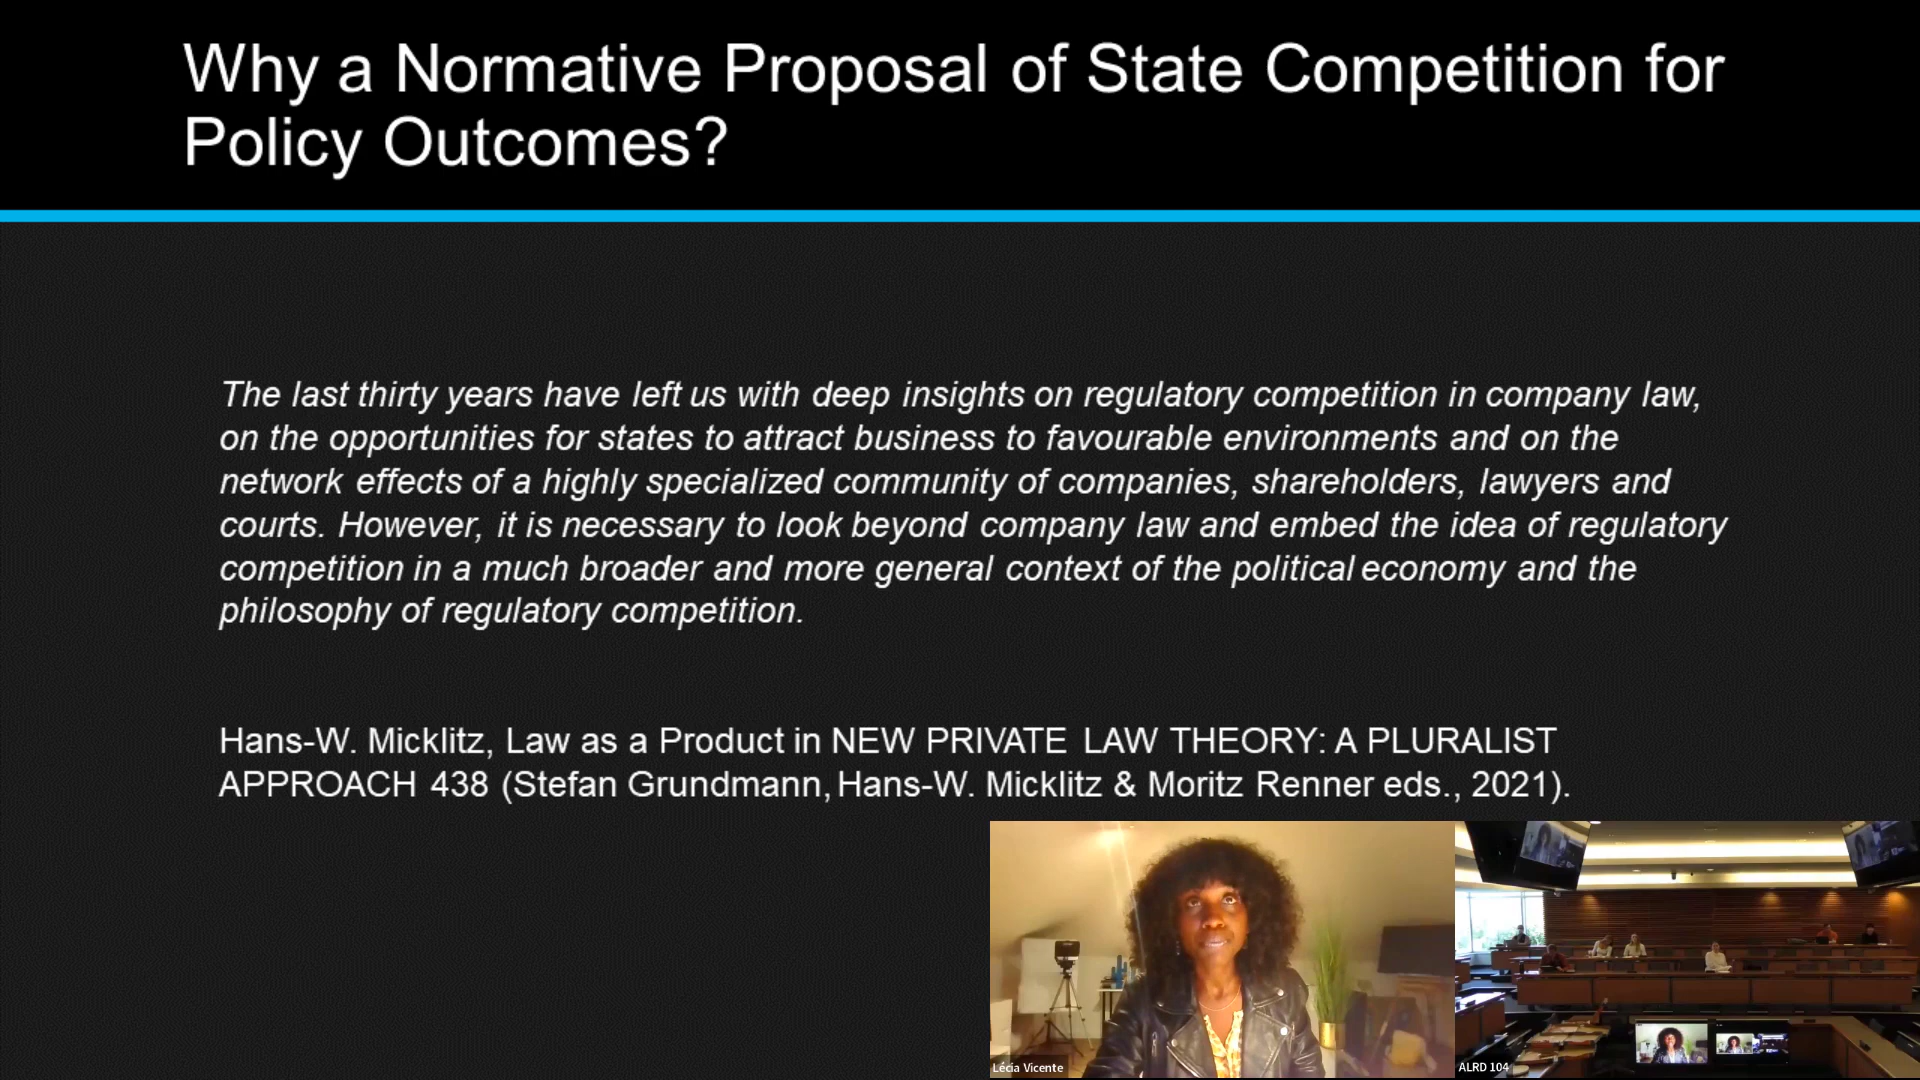 Why a Normative Proposal of State Competition for
Policy Outcomes?
The last thirty years have left us with deep insights on regulatory competition in company law,
on the opportunities for states to attract business to favourable environments and on the
network effects of a highly specialized community of companies, shareholders, lawyers and
courts. However, it is necessary to look beyond company law and embed the idea of regulatory
competition in a much broader and more general context of the political economy and the
philosophy of regulatory competition.
Hans-W. Micklitz, Law as a Product in NEW PRIVATE LAW THEORY: A PLURALIST
APPROACH 438 (Stefan Grundmann, Hans-W. Micklitz & Moritz Renner eds., 2021).
Lécia Vicente
ALRD 104